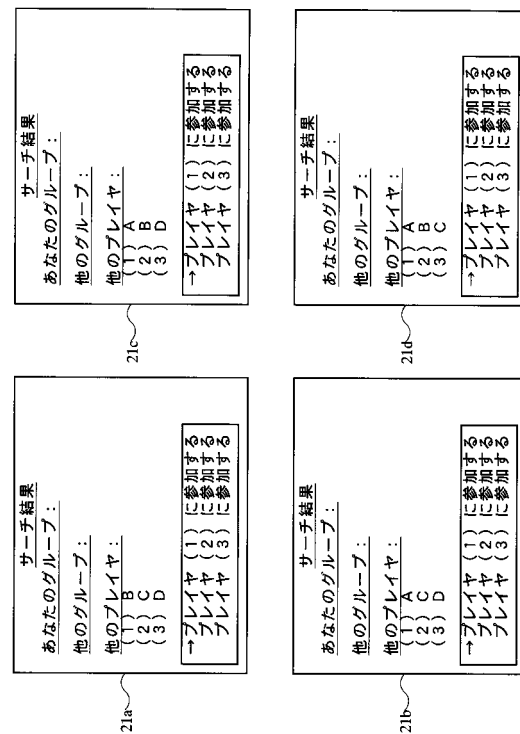 サーチ結果
あなたのグループ：
他のグループ：
他のプレイヤ：
(1) B
(2) C
(3) D
→プレイヤ (1) に参加する
プレイヤ (2) に参加する
プレイヤ (3) に参加する
21a
サーチ結果
あなたのグループ：
他のグループ：
他のプレイヤ：
(1) A
(2) B
(3) D
→プレイヤ (1) に参加する
プレイヤ (2) に参加する
プレイヤ (3) に参加する
21c
サーチ結果
あなたのグループ：
他のグループ：
他のプレイヤ：
(1) A
(2) C
(3) D
→プレイヤ (1) に参加する
プレイヤ (2) に参加する
プレイヤ (3) に参加する
21b
サーチ結果
あなたのグループ：
他のグループ：
他のプレイヤ：
(1) A
(2) B
(3) C
→プレイヤ (1) に参加する
プレイヤ (2) に参加する
プレイヤ (3) に参加する
21d